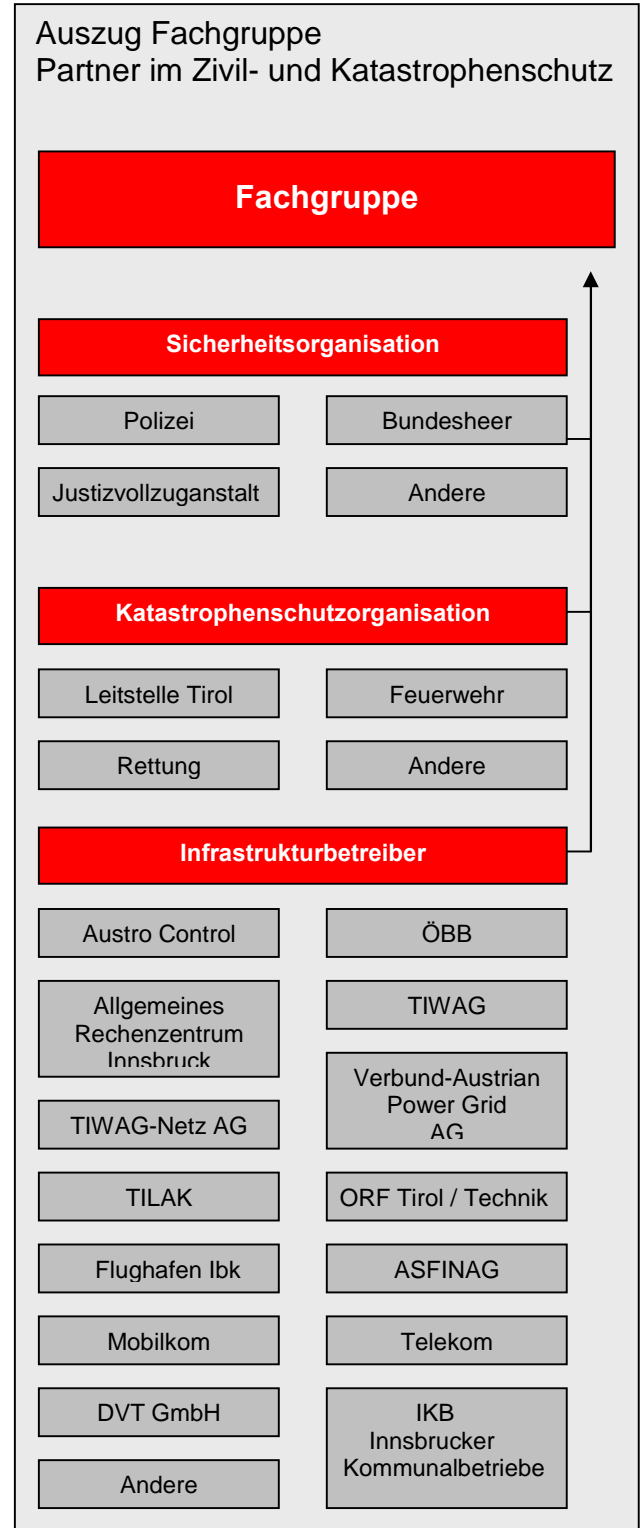 Auszug Fachgruppe
Partner im Zivil- und Katastrophenschutz
Fachgruppe
Sicherheitsorganisation
Polizei
Bundesheer
Justizvollzuganstalt
Andere
Katastrophenschutzorganisation
Leitstelle Tirol
Feuerwehr
Rettung
Andere
Infrastrukturbetreiber
Austro Control
ÖBB
Allgemeines
Rechenzentrum
Innsbruck
TIWAG
Verbund-Austrian
Power Grid
AG
TIWAG-Netz AG
TILAK
ORF Tirol / Technik
Flughafen Ibk
ASFINAG
Mobilkom
Telekom
DVT GmbH
IKB
Innsbrucker
Kommunalbetriebe
Andere